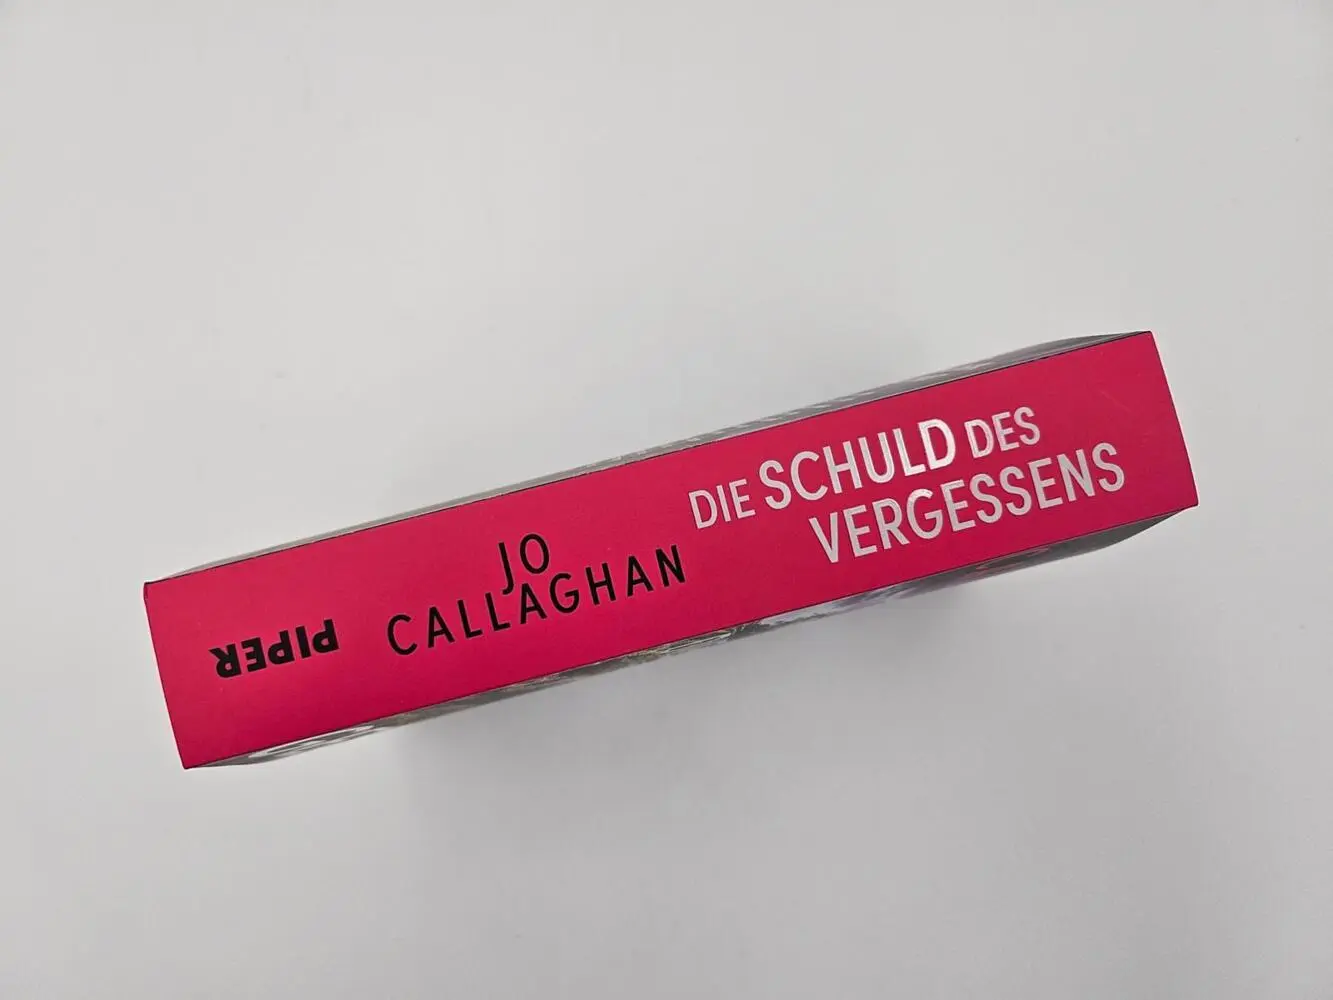 JO
CALLAGHAN
DIE SCHULD DES
VERGESSENS
PIPER